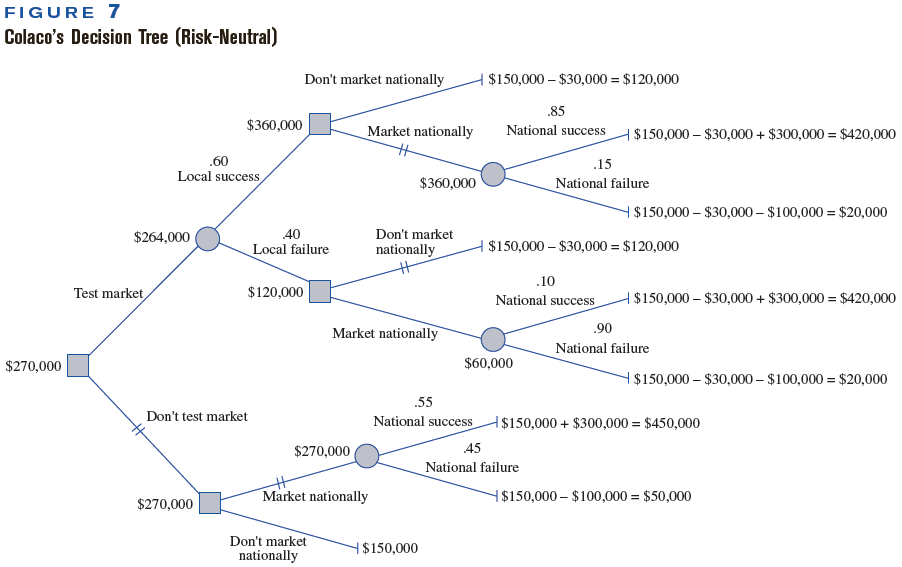 FIGURE 7
Colaco's Decision Tree (Risk-Neutral)
Don't market nationally
$150,000 – $30,000 = $120,000
$360,000
Market nationally
.85
National success
$150,000 – $30,000 + $300,000 = $420,000
.60
Local success
$360,000
.15
National failure
$150,000 – $30,000 – $100,000 = $20,000
$264,000
.40
Local failure
Don't market
nationally
$150,000 – $30,000 = $120,000
Test market
$120,000
.10
National success
$150,000 – $30,000 + $300,000 = $420,000
Market nationally
.90
National failure
$60,000
$150,000 – $30,000 – $100,000 = $20,000
$270,000
Don't test market
.55
National success
$150,000 + $300,000 = $450,000
$270,000
.45
National failure
Market nationally
$150,000 – $100,000 = $50,000
$270,000
Don't market
nationally
$150,000